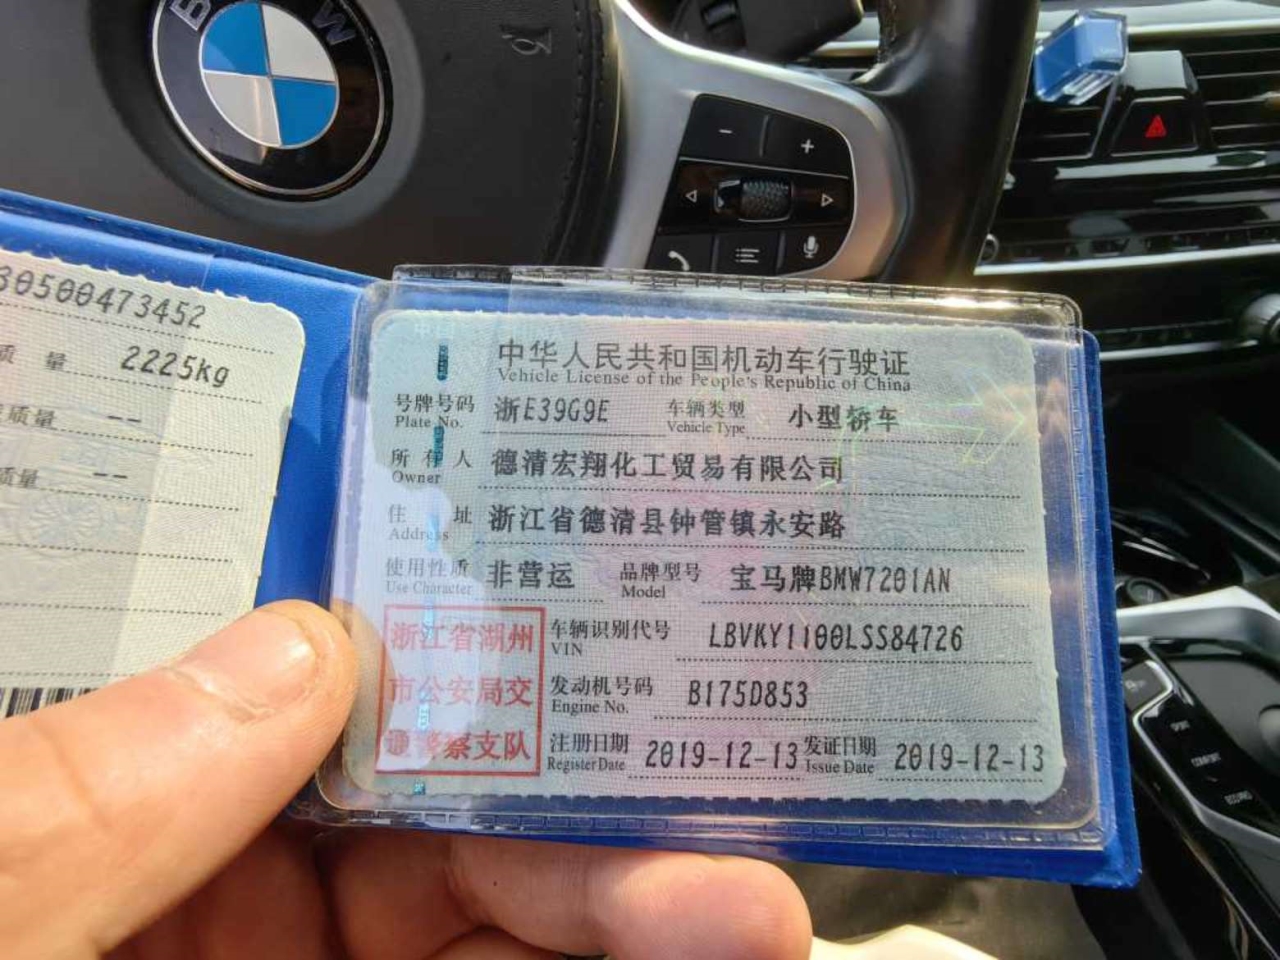 BMW
30500473452
质 量 2225kg
质量 --
质量 --
中华人民共和国机动车行驶证
Vehicle License of the People's Republic of China
号牌号码 浙E39G9E 车辆类型 小型轿车
Plate No. Vehicle Type
所有人 德清宏翔化工贸易有限公司
Owner
住址 浙江省德清县钟管镇永安路
Address
使用性质 非营运 品牌型号 宝马牌BMW7201AN
Use Character Model
浙江省湖州
市公安局交
通警察支队
车辆识别代号 LBVKY1100LSS84726
VIN
发动机号码 B175D853
Engine No.
注册日期 2019-12-13 发证日期 2019-12-13
Register Date Issue Date
SPORT
COMFORT
ECO PRO